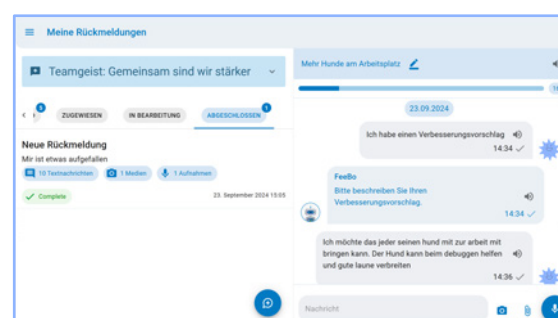 Meine Rückmeldungen
Teamgeist: Gemeinsam sind wir stärker
5
ZUGEWIESEN
IN BEARBEITUNG
ABGESCHLOSSEN
1
Neue Rückmeldung
Mir ist etwas aufgefallen
10 Textnachrichten
1 Medien
1 Aufnahmen
Complete
23. September 2024 15:05
Mehr Hunde am Arbeitsplatz
23.09.2024
Ich habe einen Verbesserungsvorschlag
14:34
FeeBo
Bitte beschreiben Sie Ihren
Verbesserungsvorschlag.
14:34
Ich möchte das jeder seinen hund mit zur arbeit mit
bringen kann. Der Hund kann beim debuggen helfen
und gute laune verbreiten
14:36
Nachricht